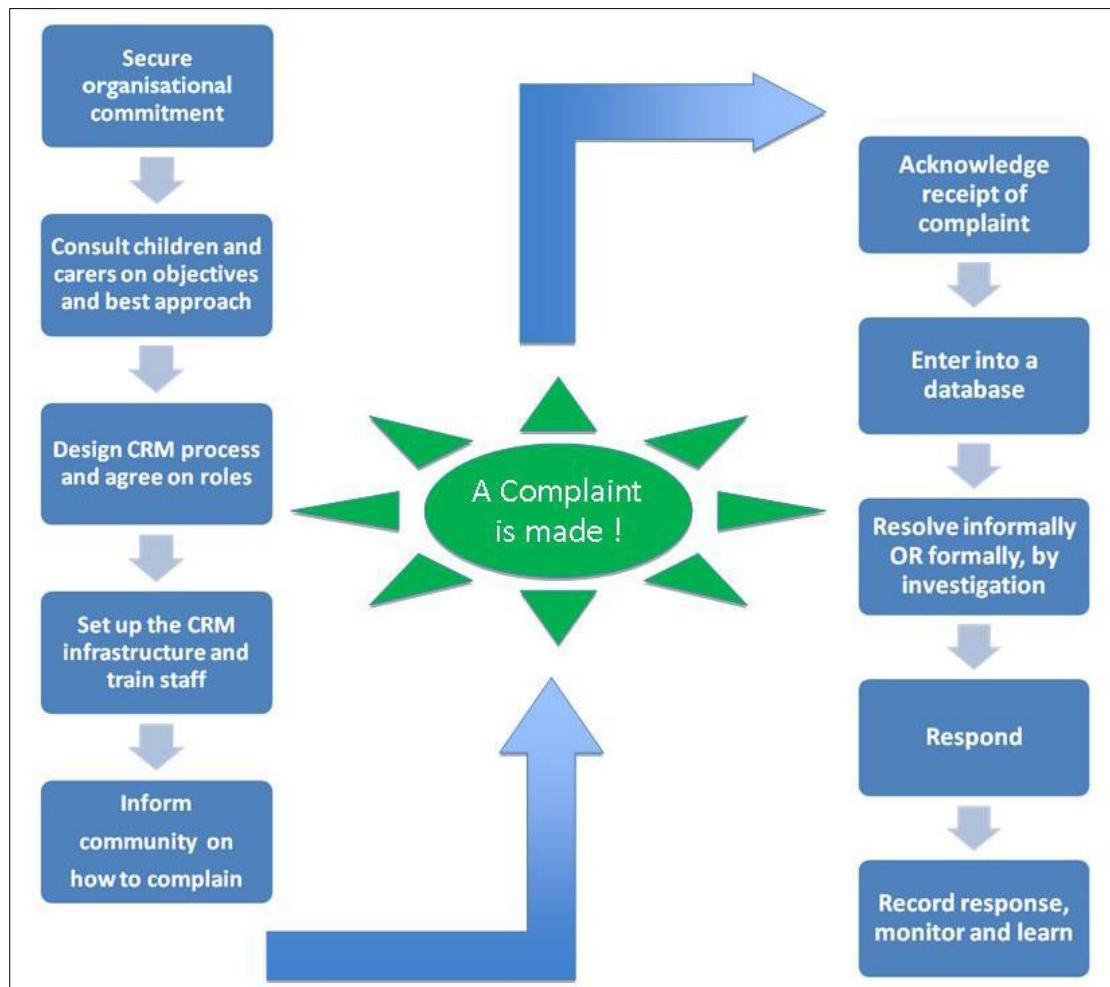 Secure
organisational
commitment
Consult children and
carers on objectives
and best approach
Design CRM process
and agree on roles
Set up the CRM
infrastructure and
train staff
Inform
community on
how to complain
A Complaint
is made !
Acknowledge
receipt of
complaint
Enter into a
database
Resolve informally
OR formally, by
investigation
Respond
Record response,
monitor and learn